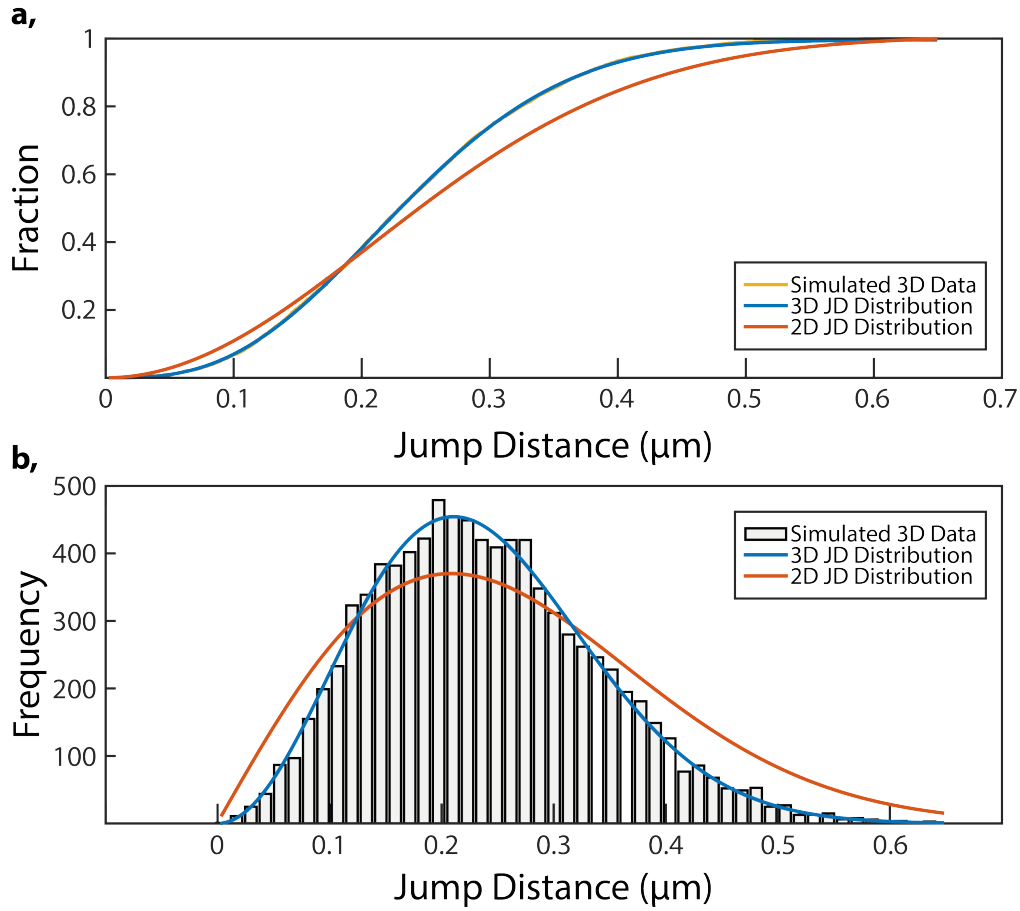 a,
1
0.8
0.6
0.4
0.2
Fraction
Simulated 3D Data
3D JD Distribution
2D JD Distribution
0 0.1 0.2 0.3 0.4 0.5 0.6 0.7
Jump Distance (μm)
b,
500
400
300
200
100
Frequency
Simulated 3D Data
3D JD Distribution
2D JD Distribution
0 0.1 0.2 0.3 0.4 0.5 0.6
Jump Distance (μm)